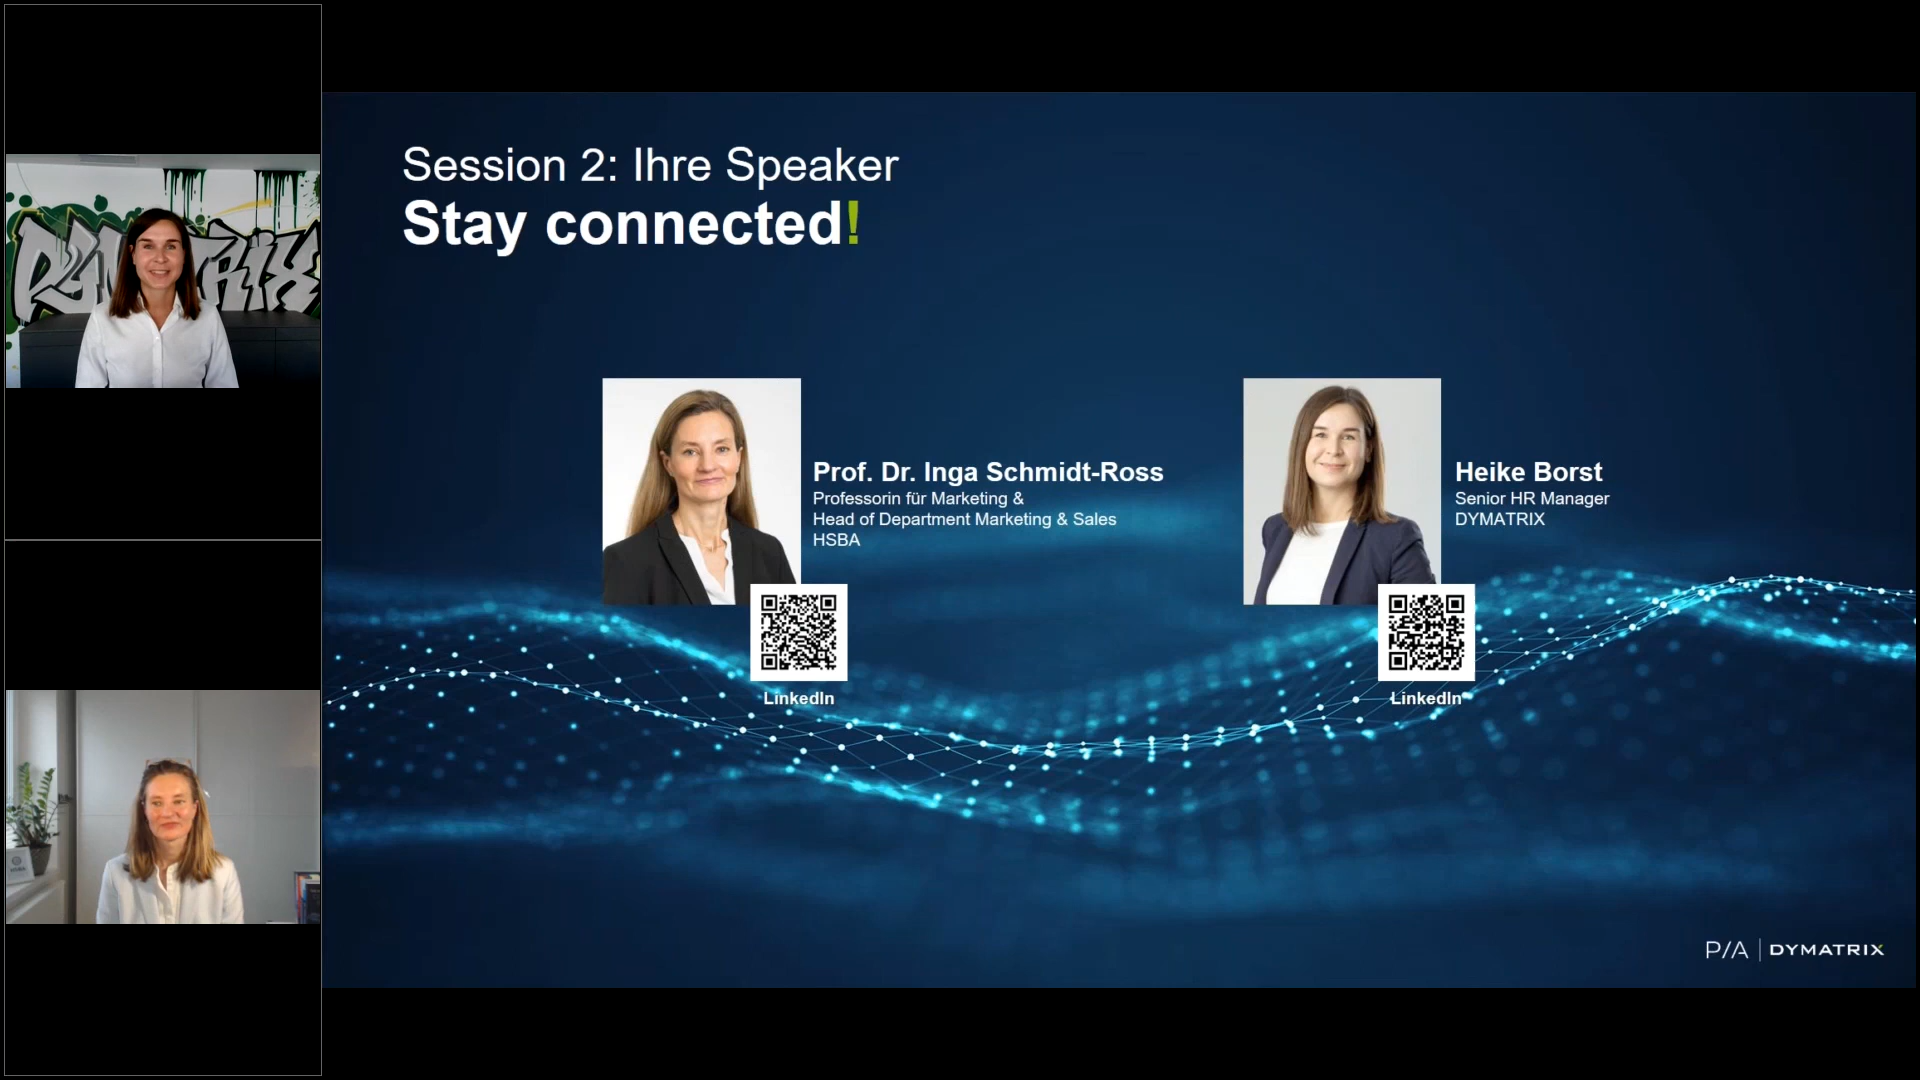 Session 2: Ihre Speaker
Stay connected!
Prof. Dr. Inga Schmidt-Ross
Professorin für Marketing &
Head of Department Marketing & Sales
HSBA
LinkedIn
Heike Borst
Senior HR Manager
DYMATRIX
LinkedIn
P/A | DYMATRIX